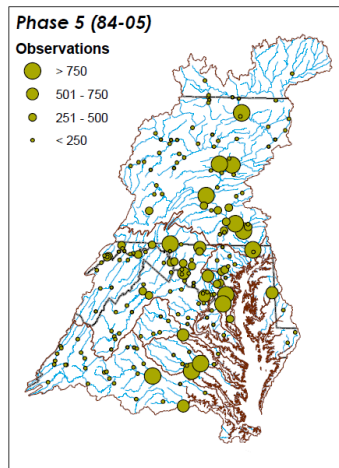 Phase 5 (84-05)
Observations
> 750
501 - 750
251 - 500
< 250